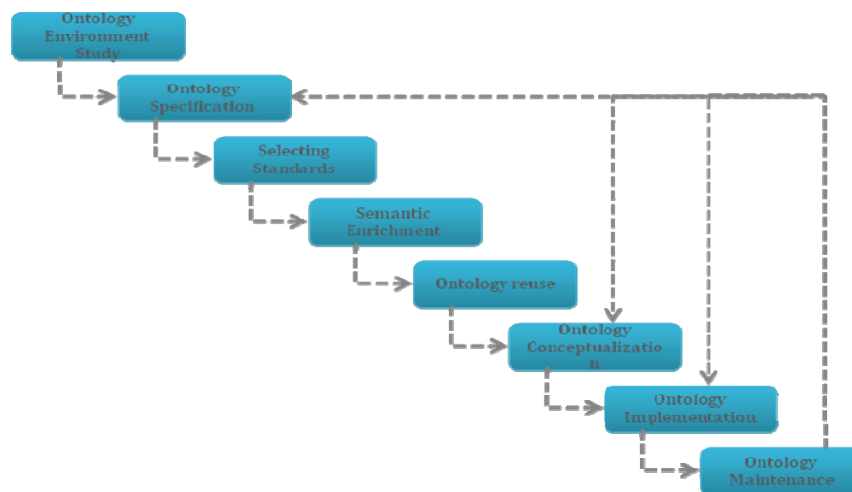 Ontology
Environment
Study
Ontology
Specification
Selecting
Standards
Semantic
Enrichment
Ontology reuse
Ontology
Conceptualizatio
n
Ontology
Implementation
Ontology
Maintenance